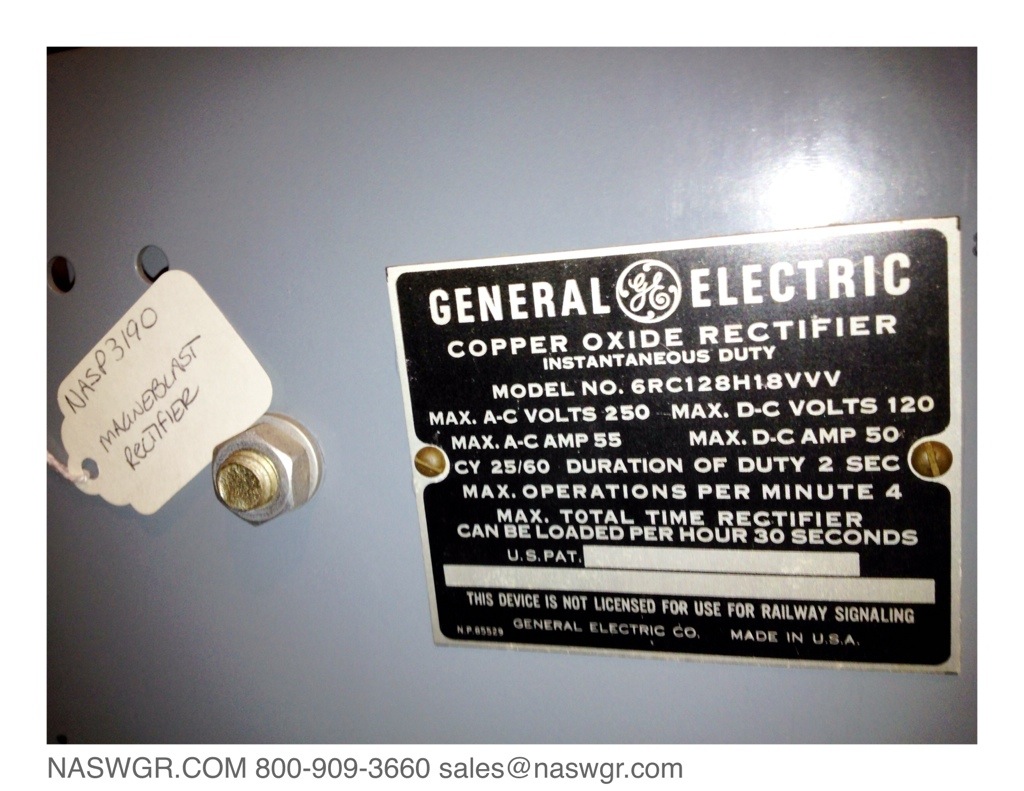 NASP3190
MAGNEBLAST
RECTIFIER
GENERAL GE ELECTRIC
COPPER OXIDE RECTIFIER
INSTANTANEOUS DUTY
MODEL NO. 6RC128H18VVV
MAX. A-C VOLTS 250 MAX. D-C VOLTS 120
MAX. A-C AMP 55 MAX. D-C AMP 50
CY 25/60 DURATION OF DUTY 2 SEC
MAX. OPERATIONS PER MINUTE 4
MAX. TOTAL TIME RECTIFIER
CAN BE LOADED PER HOUR 30 SECONDS
U.S. PAT.
THIS DEVICE IS NOT LICENSED FOR USE FOR RAILWAY SIGNALING
N.P. 85529 GENERAL ELECTRIC CO. MADE IN U.S.A.
NASWGR.COM 800-909-3660 sales@naswgr.com